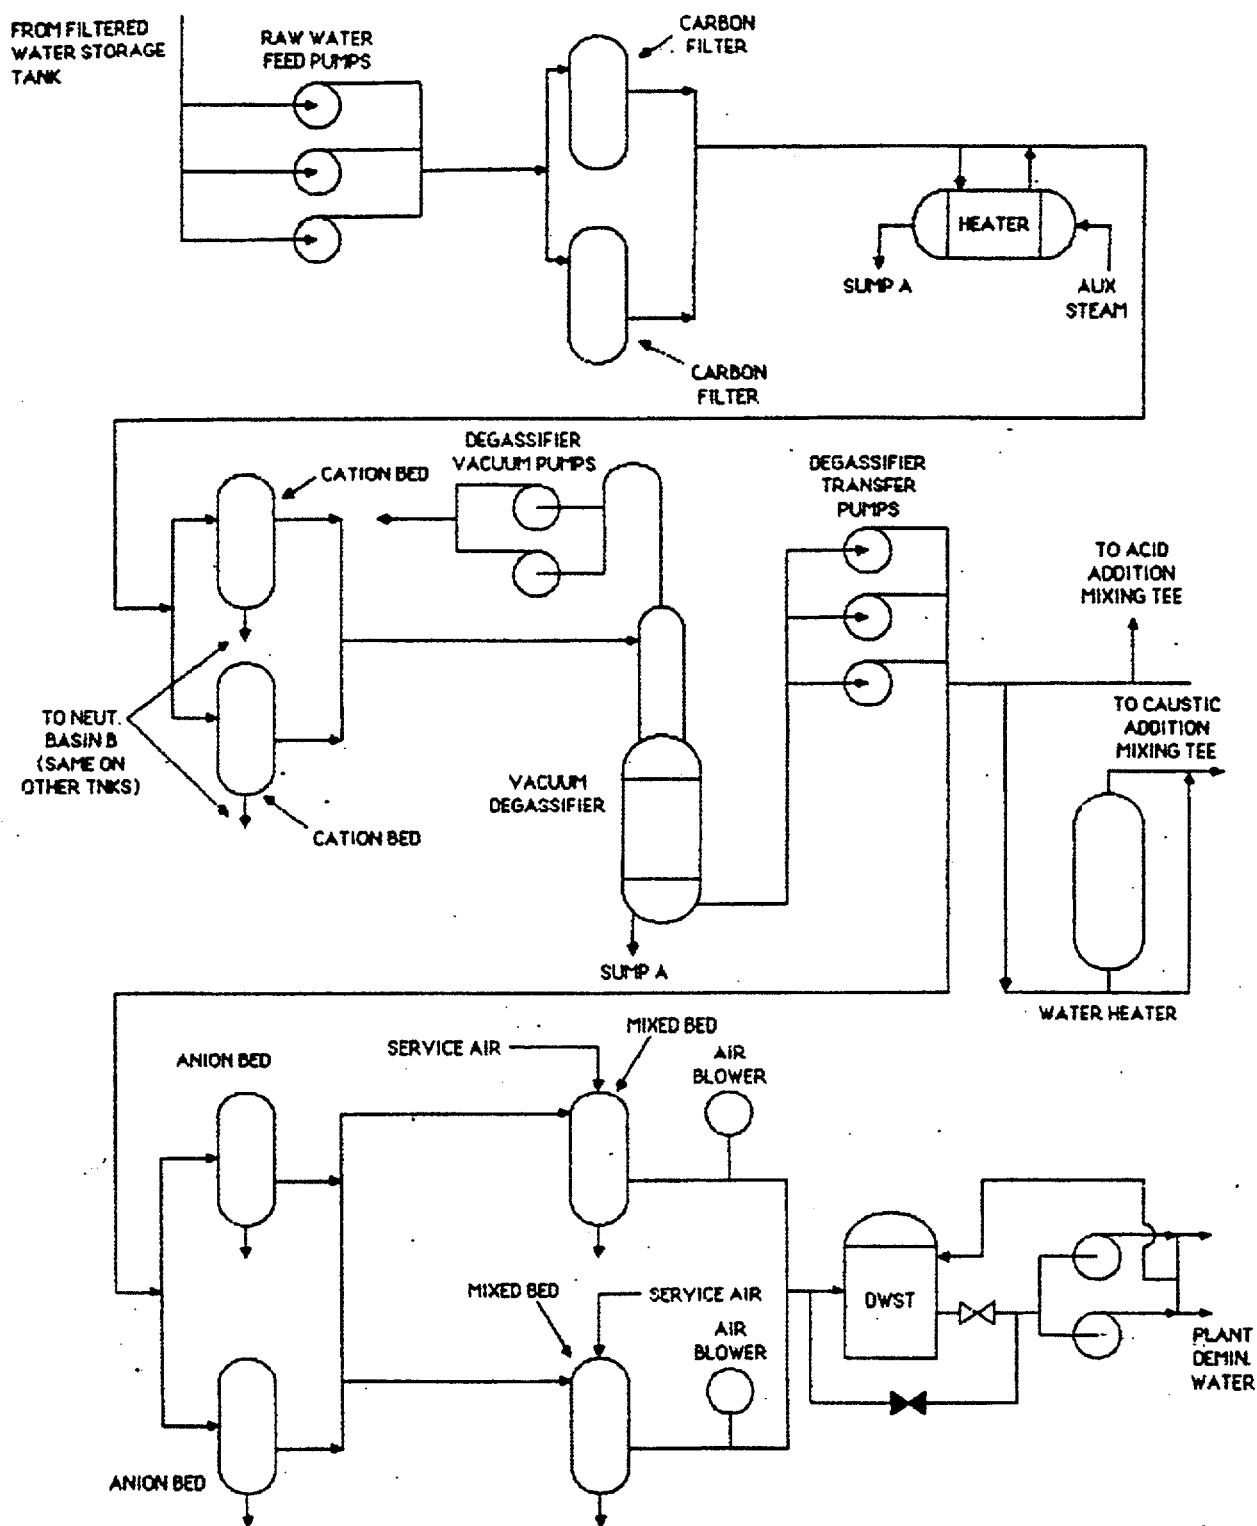 FROM FILTERED
WATER STORAGE
TANK
RAW WATER
FEED PUMPS
CARBON
FILTER
HEATER
SUMP A
AUX
STEAM
CARBON
FILTER
DEGASSIFIER
VACUUM PUMPS
CATION BED
DEGASSIFIER
TRANSFER
PUMPS
TO ACID
ADDITION
MIXING TEE
TO NEUT.
BASIN B
(SAME ON
OTHER TNKS)
TO CAUSTIC
ADDITION
MIXING TEE
VACUUM
DEGASSIFIER
CATION BED
SUMP A
WATER HEATER
MIXED BED
SERVICE AIR
ANION BED
AIR
BLOWER
MIXED BED
SERVICE AIR
DWST
AIR
BLOWER
PLANT
DEMIN.
WATER
ANION BED